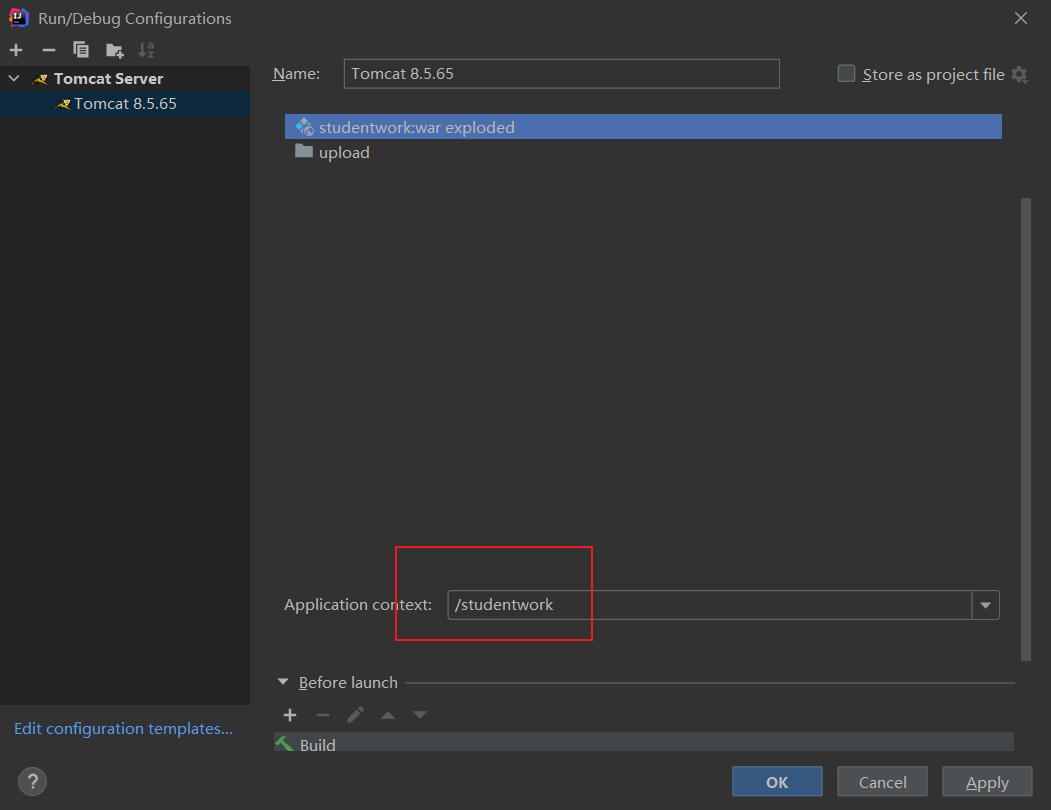 Run/Debug Configurations
Tomcat Server
Tomcat 8.5.65
Name: Tomcat 8.5.65
Store as project file
studentwork:war exploded
upload
Application context: /studentwork
Before launch
Build
Edit configuration templates...
?
OK Cancel Apply